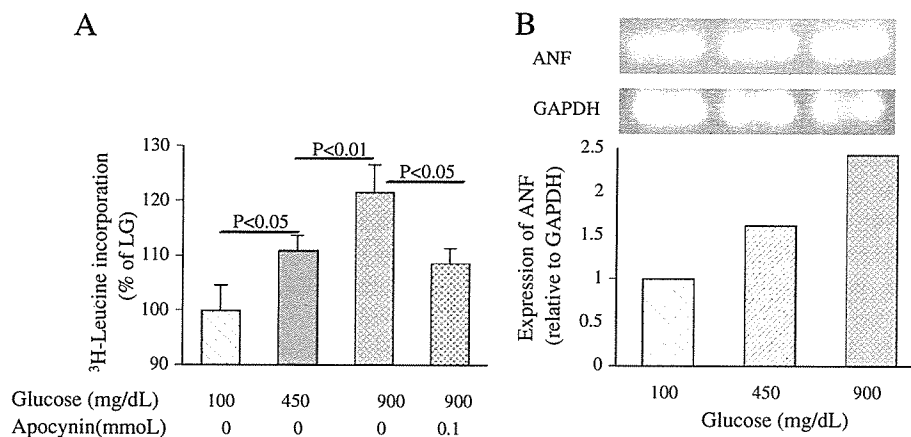 A
³H-Leucine incorporation
(% of LG)
130
120
110
100
90
P<0.05
P<0.01
P<0.05
Glucose (mg/dL) 100 450 900 900
Apocynin(mmoL) 0 0 0 0.1
B
ANF
GAPDH
Expression of ANF
(relative to GAPDH)
2.5
2
1.5
1
0.5
0
100 450 900
Glucose (mg/dL)